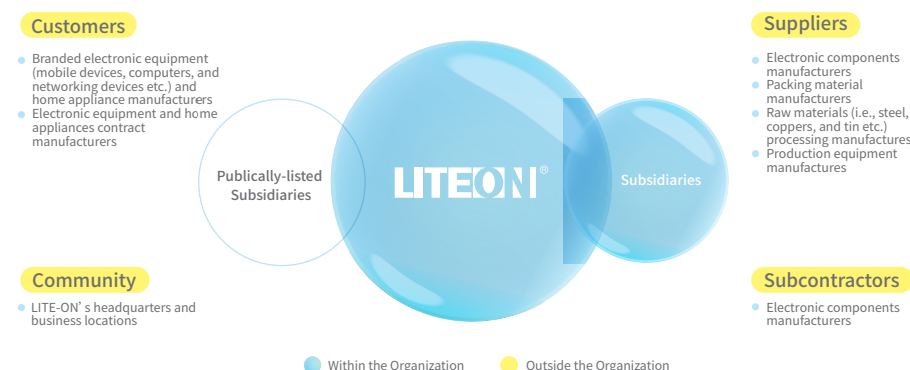 Customers
Branded electronic equipment
(mobile devices, computers, and
networking devices etc.) and
home appliance manufacturers
Electronic equipment and home
appliances contract
manufacturers
Publically-listed
Subsidiaries
LITEON®
Subsidiaries
Suppliers
Electronic components
manufacturers
Packing material
manufacturers
Raw materials (i.e., steel,
coppers, and tin etc.)
processing manufactures
Production equipment
manufactures
Community
LITE-ON' s headquarters and
business locations
Subcontractors
Electronic components
manufacturers
Within the Organization
Outside the Organization